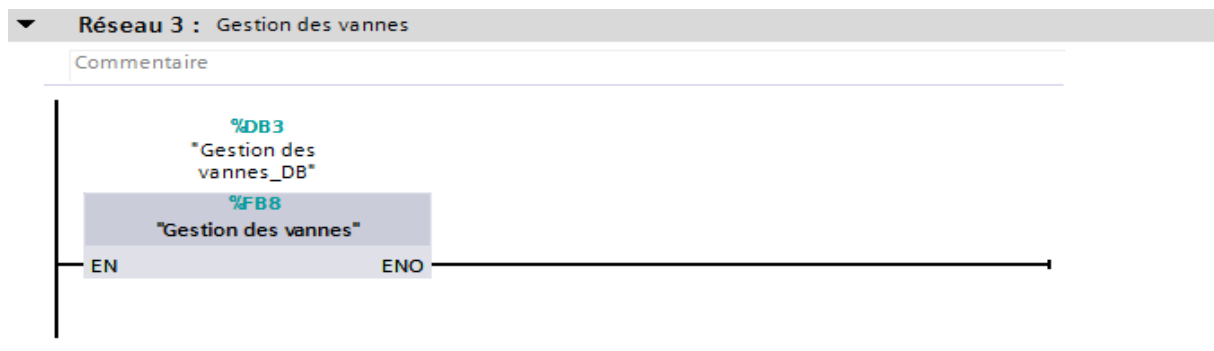 Réseau 3 : Gestion des vannes
Commentaire
%DB3
"Gestion des
vannes_DB"
%FB8
"Gestion des vannes"
EN ENO